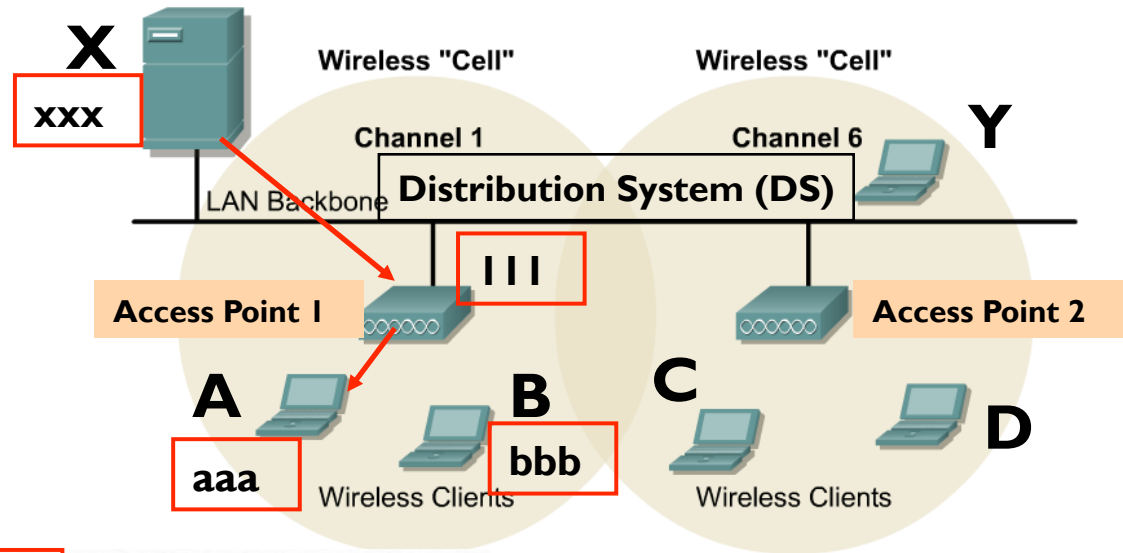 X
xxx
Wireless "Cell"
Wireless "Cell"
Channel 1
Channel 6
Y
LAN Backbone
Distribution System (DS)
111
Access Point 1
Access Point 2
A
aaa
B
bbb
C
D
Wireless Clients
Wireless Clients